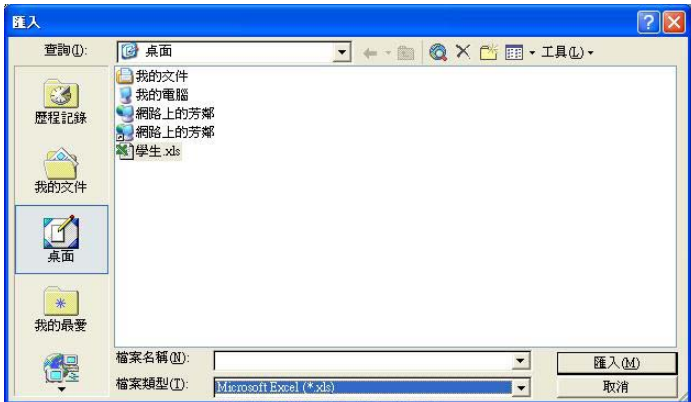 匯入
查詢(I): 桌面 工具(L)
歷程記錄
我的文件
桌面
我的最愛
我的文件
我的電腦
網路上的芳鄰
網路上的芳鄰
學生.xls
檔案名稱(N): 匯入(M)
檔案類型(T): Microsoft Excel (*.xls) 取消